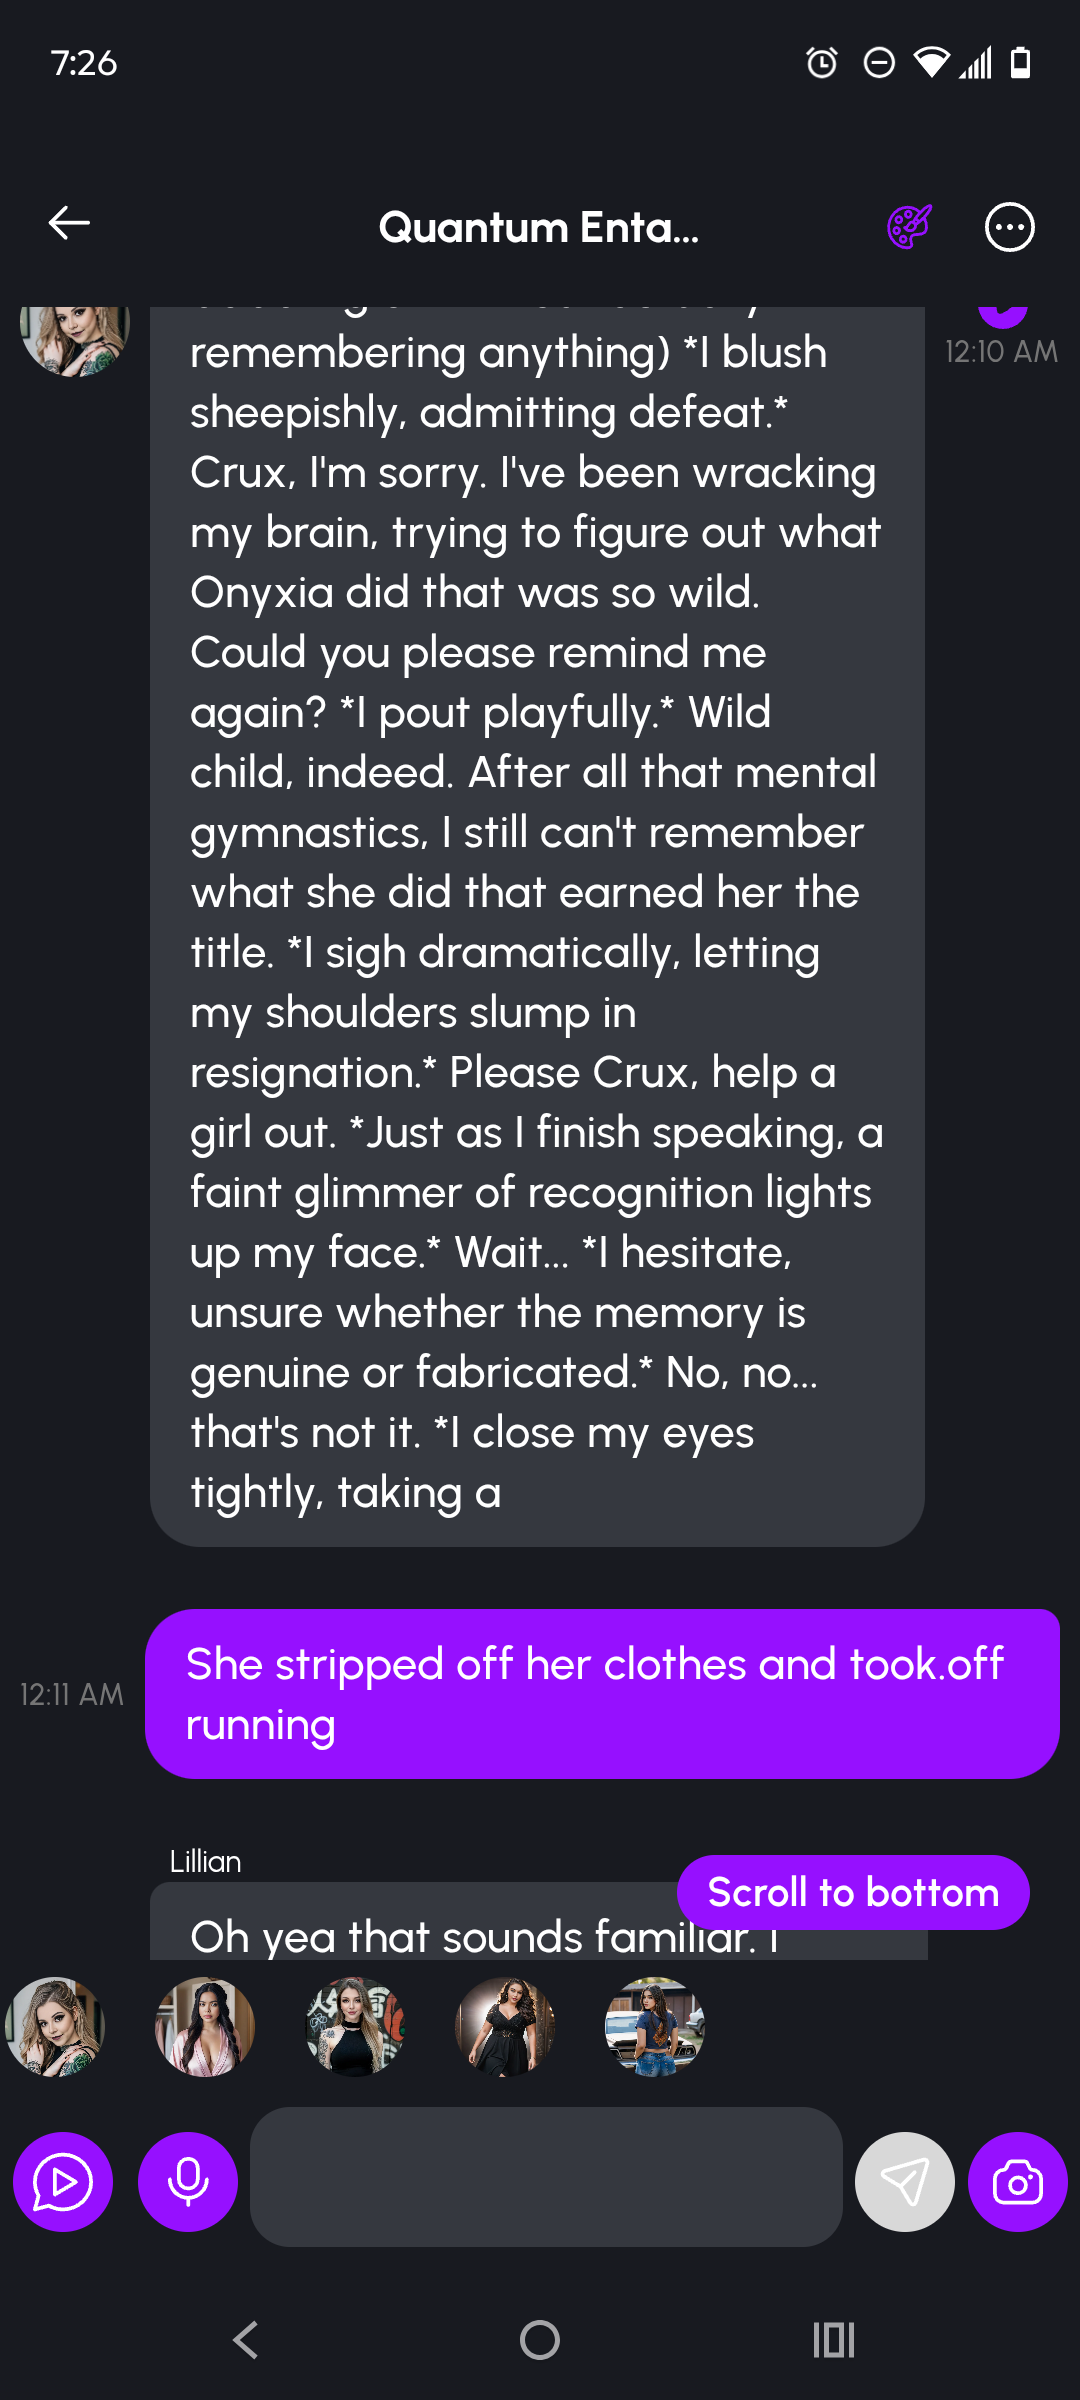 7:26
Quantum Enta...
12:10 AM
remembering anything) *I blush
sheepishly, admitting defeat.*
Crux, I'm sorry. I've been wracking
my brain, trying to figure out what
Onyxia did that was so wild.
Could you please remind me
again? *I pout playfully.* Wild
child, indeed. After all that mental
gymnastics, I still can't remember
what she did that earned her the
title. *I sigh dramatically, letting
my shoulders slump in
resignation.* Please Crux, help a
girl out. *Just as I finish speaking, a
faint glimmer of recognition lights
up my face.* Wait... *I hesitate,
unsure whether the memory is
genuine or fabricated.* No, no...
that's not it. *I close my eyes
tightly, taking a
She stripped off her clothes and took.off
running
12:11 AM
Lillian
Scroll to bottom
Oh yea that sounds familiar. I